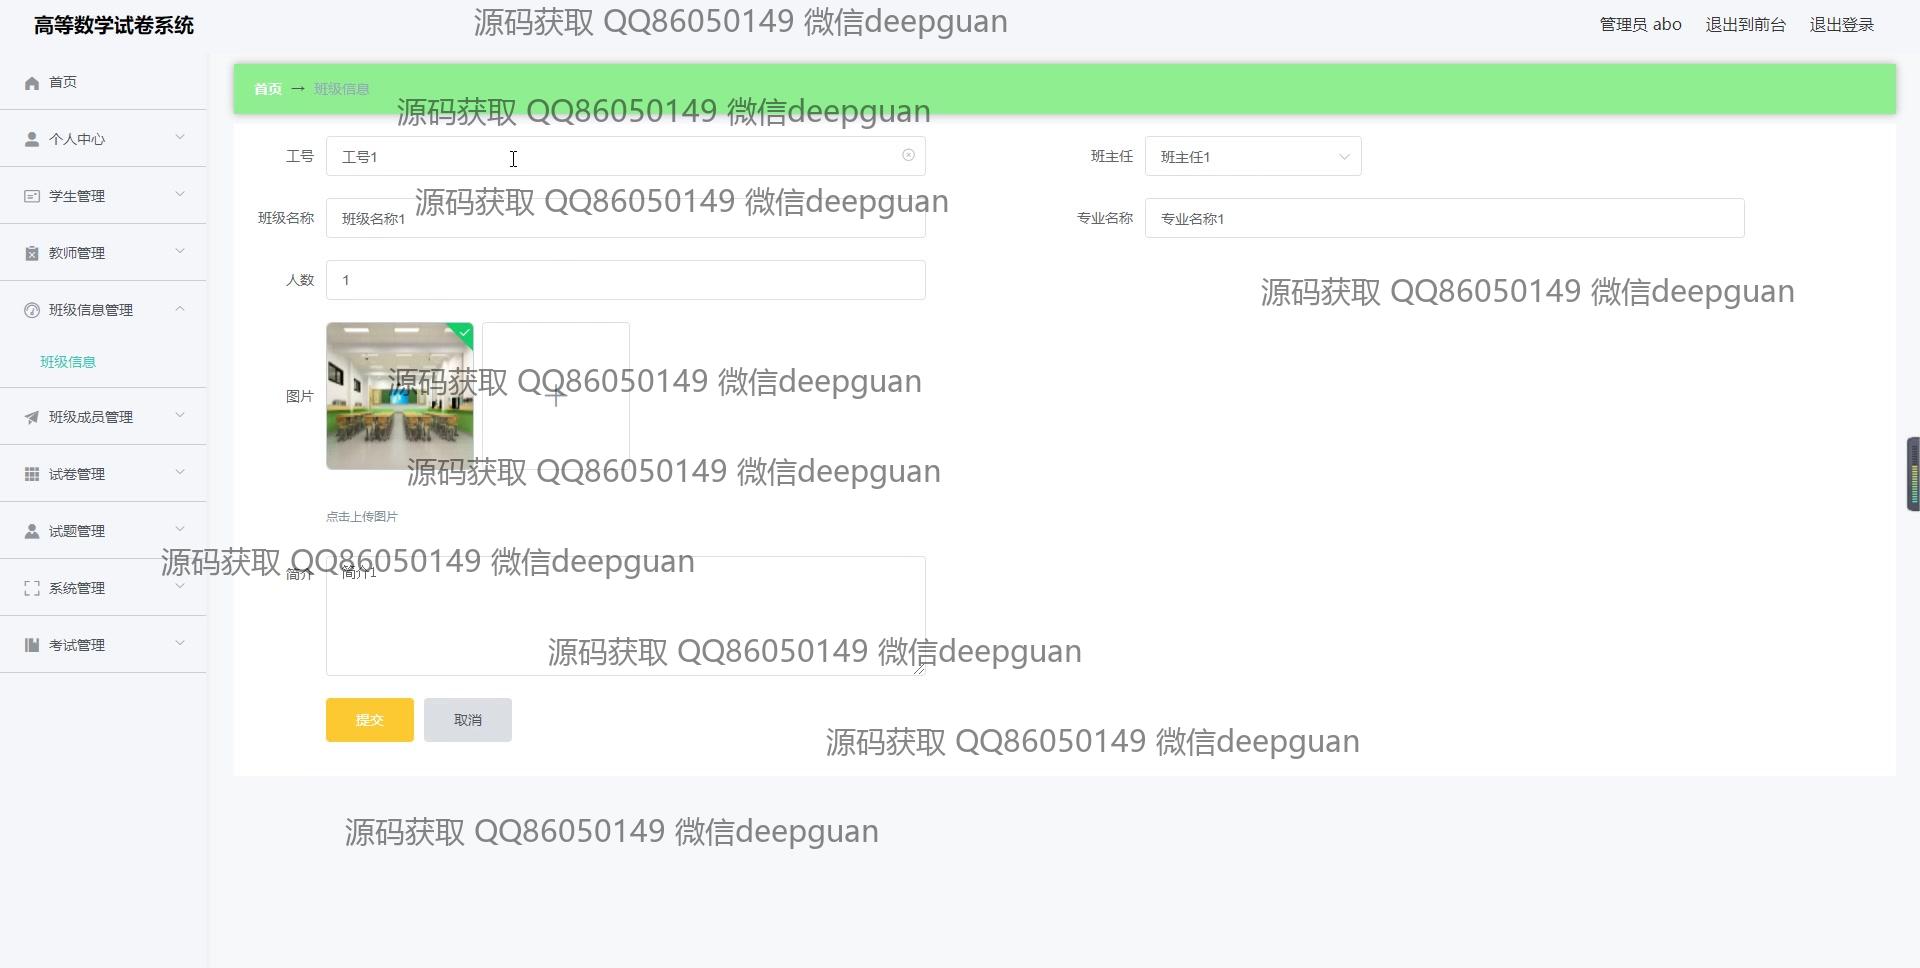 高等数学试卷系统
源码获取 QQ86050149 微信deepguan
管理员 abo 退出到前台 退出登录
首页
首页 → 班级信息
源码获取 QQ86050149 微信deepguan
个人中心
工号 工号1
班主任 班主任1
学生管理
源码获取 QQ86050149 微信deepguan
班级名称 班级名称1
专业名称 专业名称1
教师管理
人数 1
源码获取 QQ86050149 微信deepguan
班级信息管理
班级信息
源码获取 QQ86050149 微信deepguan
图片
班级成员管理
试卷管理
源码获取 QQ86050149 微信deepguan
点击上传图片
试题管理
源码获取 QQ86050149 微信deepguan
简介 简介1
系统管理
考试管理
源码获取 QQ86050149 微信deepguan
提交 取消
源码获取 QQ86050149 微信deepguan
源码获取 QQ86050149 微信deepguan